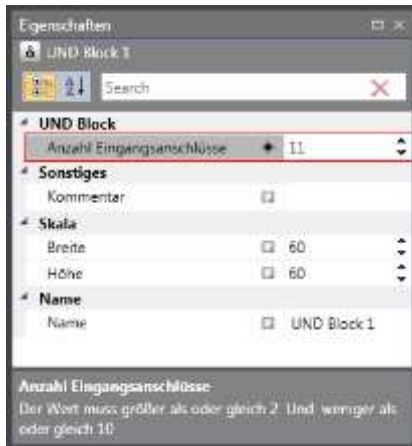 Eigenschaften
& UND Block 1
Search
UND Block
Anzahl Eingangsanschlüsse 11
Sonstiges
Kommentar
Skala
Breite 60
Höhe 60
Name
Name UND Block 1
Anzahl Eingangsanschlüsse
Der Wert muss größer als oder gleich 2 Und weniger als
oder gleich 10